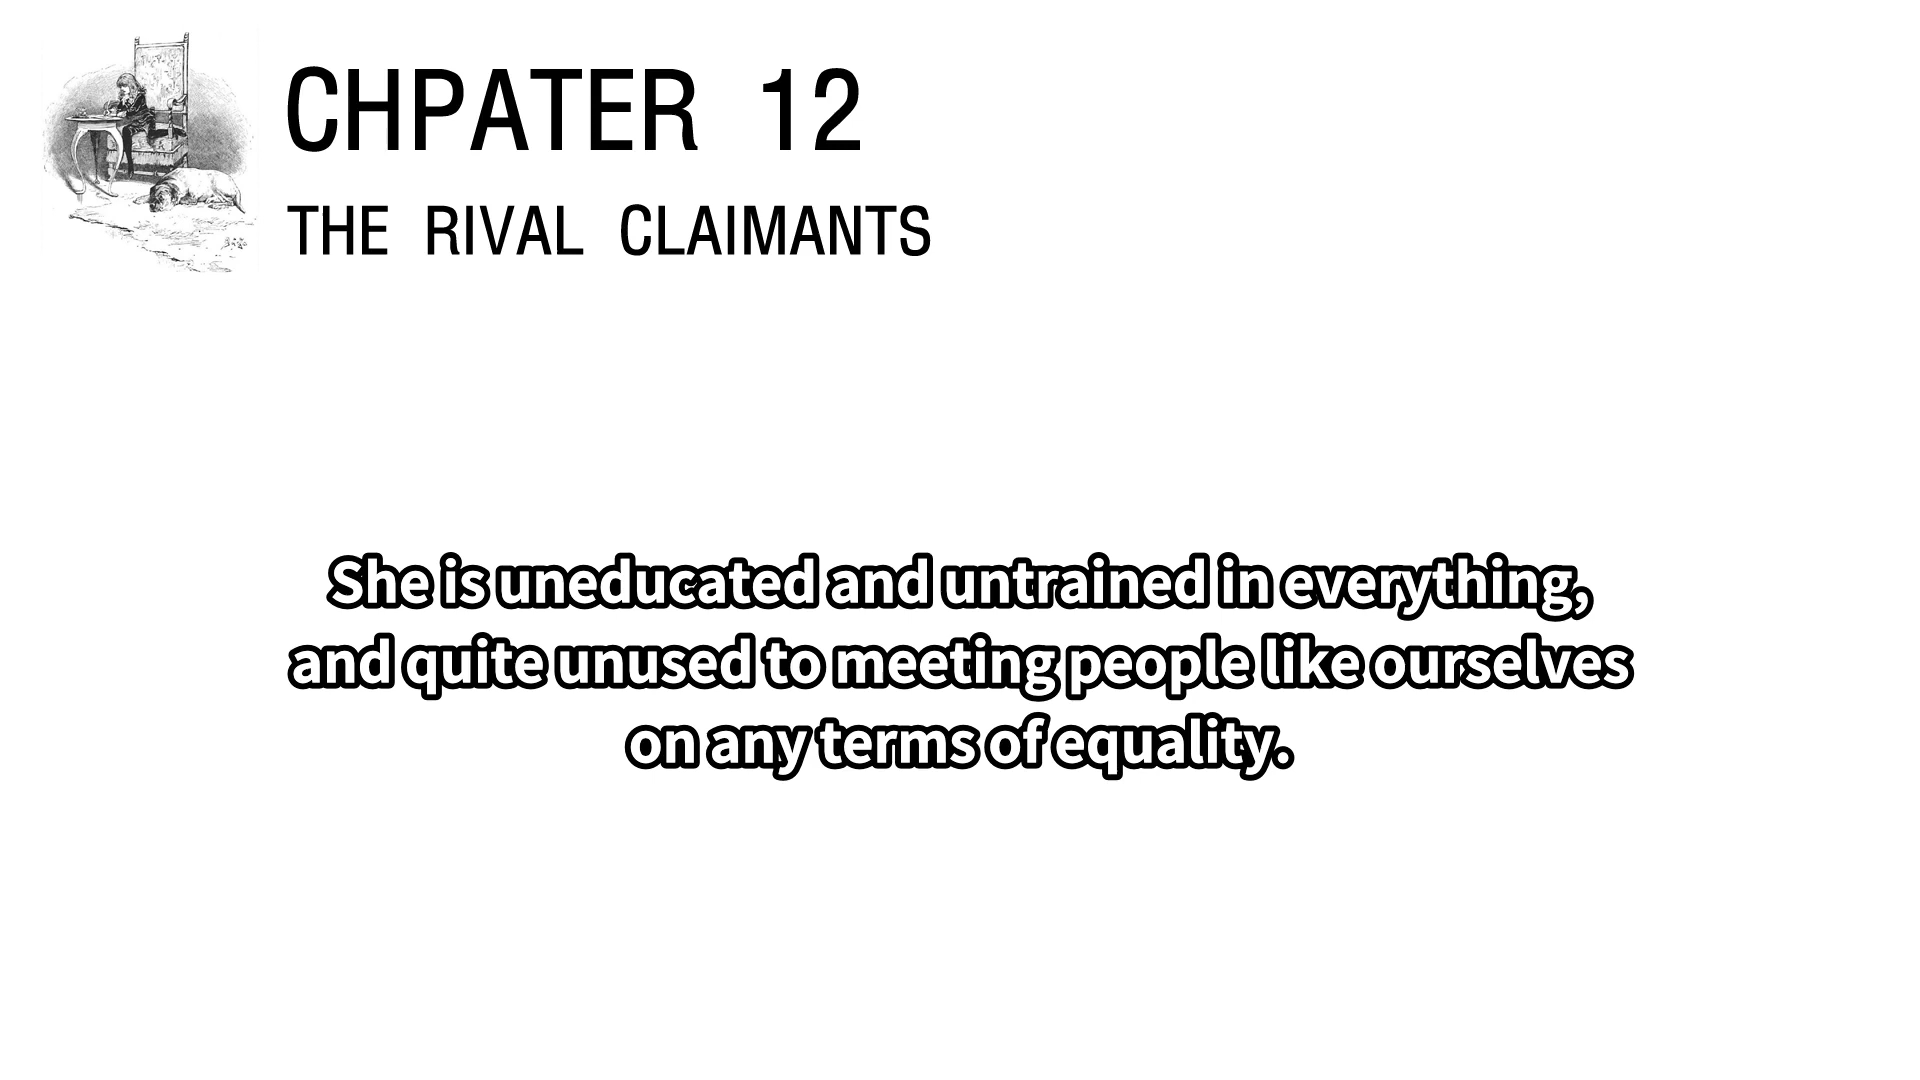 CHPATER 12
THE RIVAL CLAIMANTS
She is uneducated and untrained in everything,
and quite unused to meeting people like ourselves
on any terms of equality.